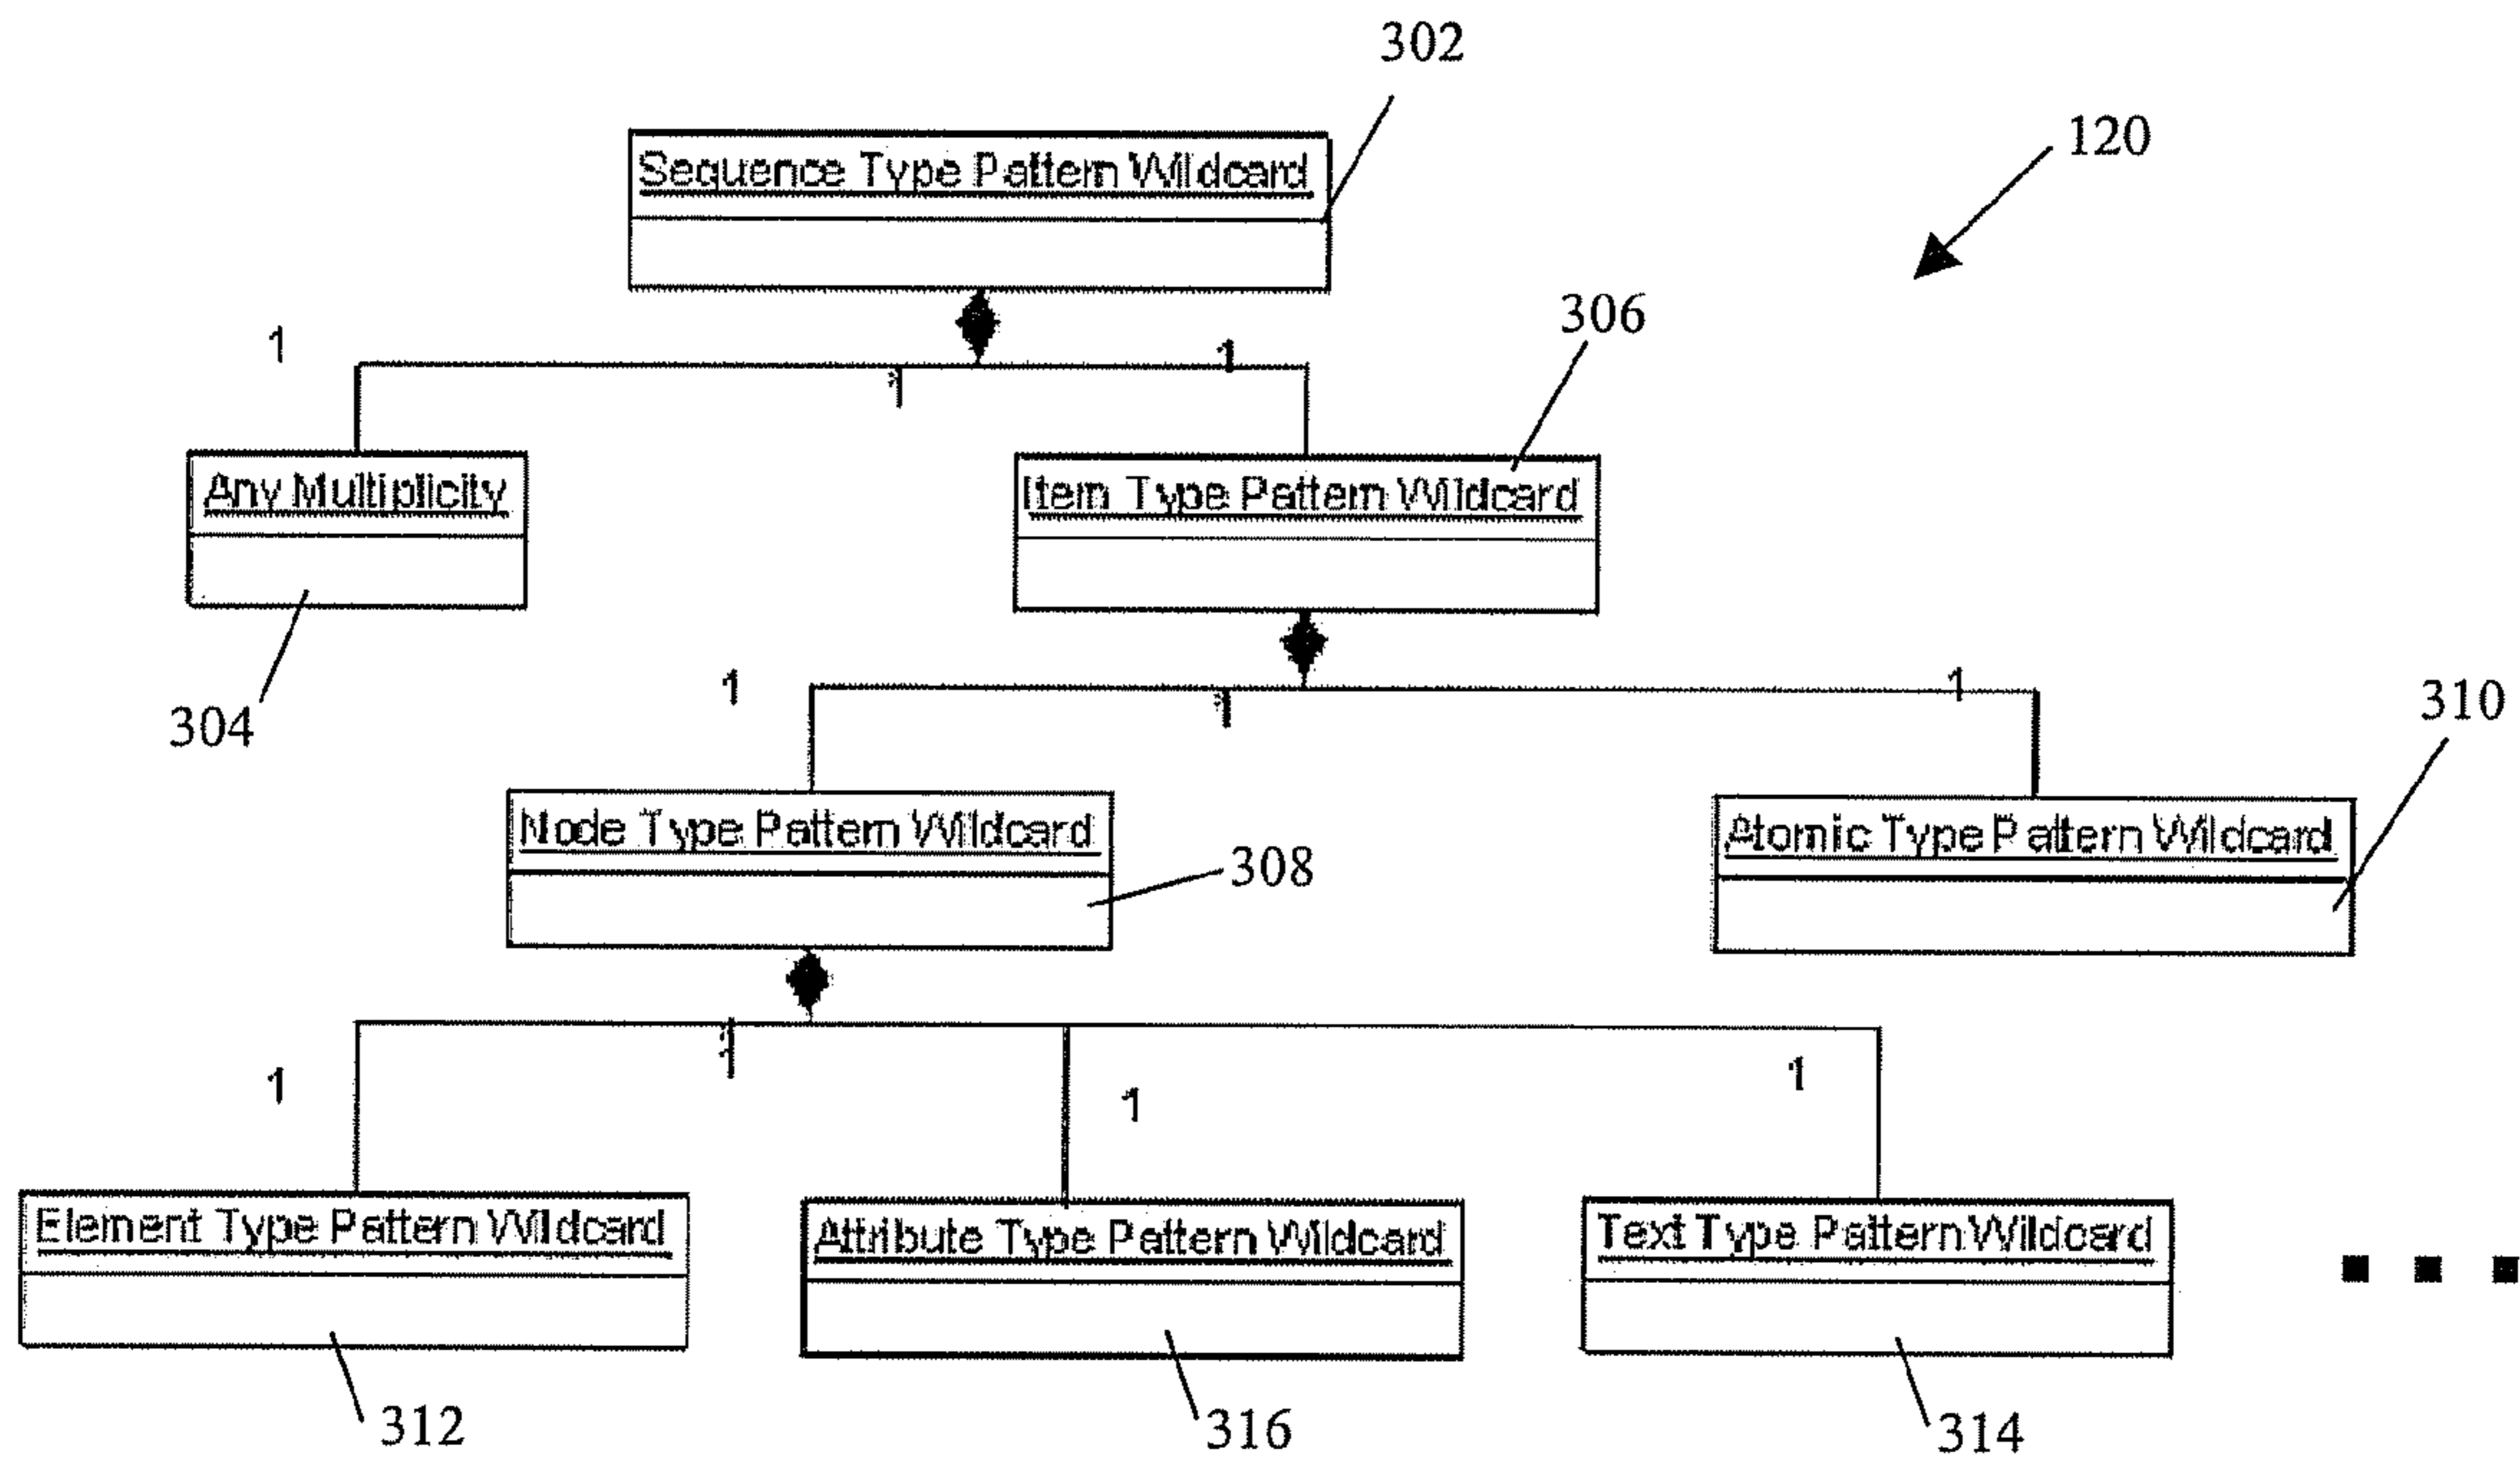 302
120
Sequence Type Pattern Wildcard
306
1
1
*
1
Any Multiplicity
Item Type Pattern Wildcard
304
1
1
*
1
310
Node Type Pattern Wildcard
Atomic Type Pattern Wildcard
308
1
1
1
1
Element Type Pattern Wildcard
Attribute Type Pattern Wildcard
Text Type Pattern Wildcard
312
316
314